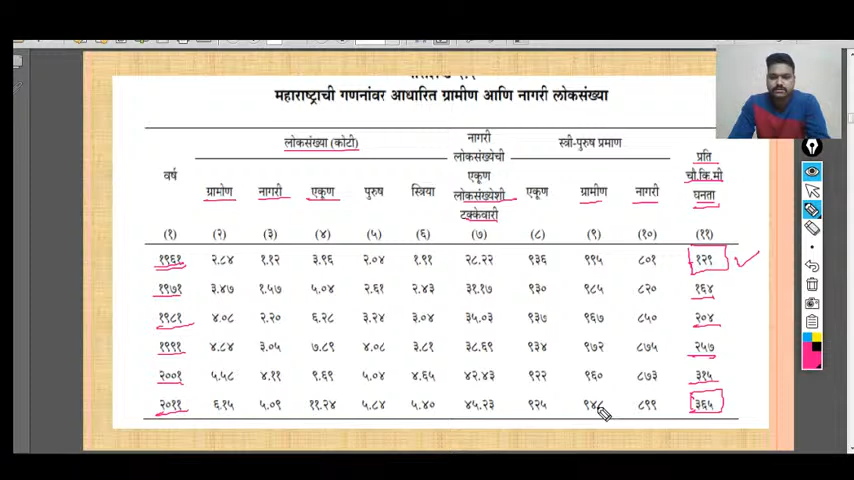 महाराष्ट्राची गणनांवर आधारित ग्रामीण आणि नागरी लोकसंख्या
वर्ष लोकसंख्या (कोटी) नागरी लोकसंख्येची एकूण लोकसंख्येशी टक्केवारी स्त्री-पुरुष प्रमाण प्रति चौ.कि.मी घनता
ग्रामीण नागरी एकूण पुरुष स्त्रिया एकूण ग्रामीण नागरी
(१) (२) (३) (४) (५) (६) (७) (८) (९) (१०) (११)
१९६१ २.८४ १.१२ ३.९६ २.०४ १.९१ २८.२२ ९३६ ९९५ ८०१ १२९
१९७१ ३.४७ १.५७ ५.०४ २.६१ २.४३ ३१.१७ ९३० ९८५ ८२० १६४
१९८१ ४.०८ २.२० ६.२८ ३.२४ ३.०४ ३५.०३ ९३७ ९६७ ८५० २०४
१९९१ ४.८४ ३.०५ ७.८९ ४.०८ ३.८१ ३८.६९ ९३४ ९७२ ८७५ २५७
२००१ ५.५८ ४.११ ९.६९ ५.०४ ४.६५ ४२.४३ ९२२ ९६० ८७३ ३१५
२०११ ६.१५ ५.०९ ११.२४ ५.८४ ५.४० ४५.२३ ९२५ ९४८ ८९९ ३६५